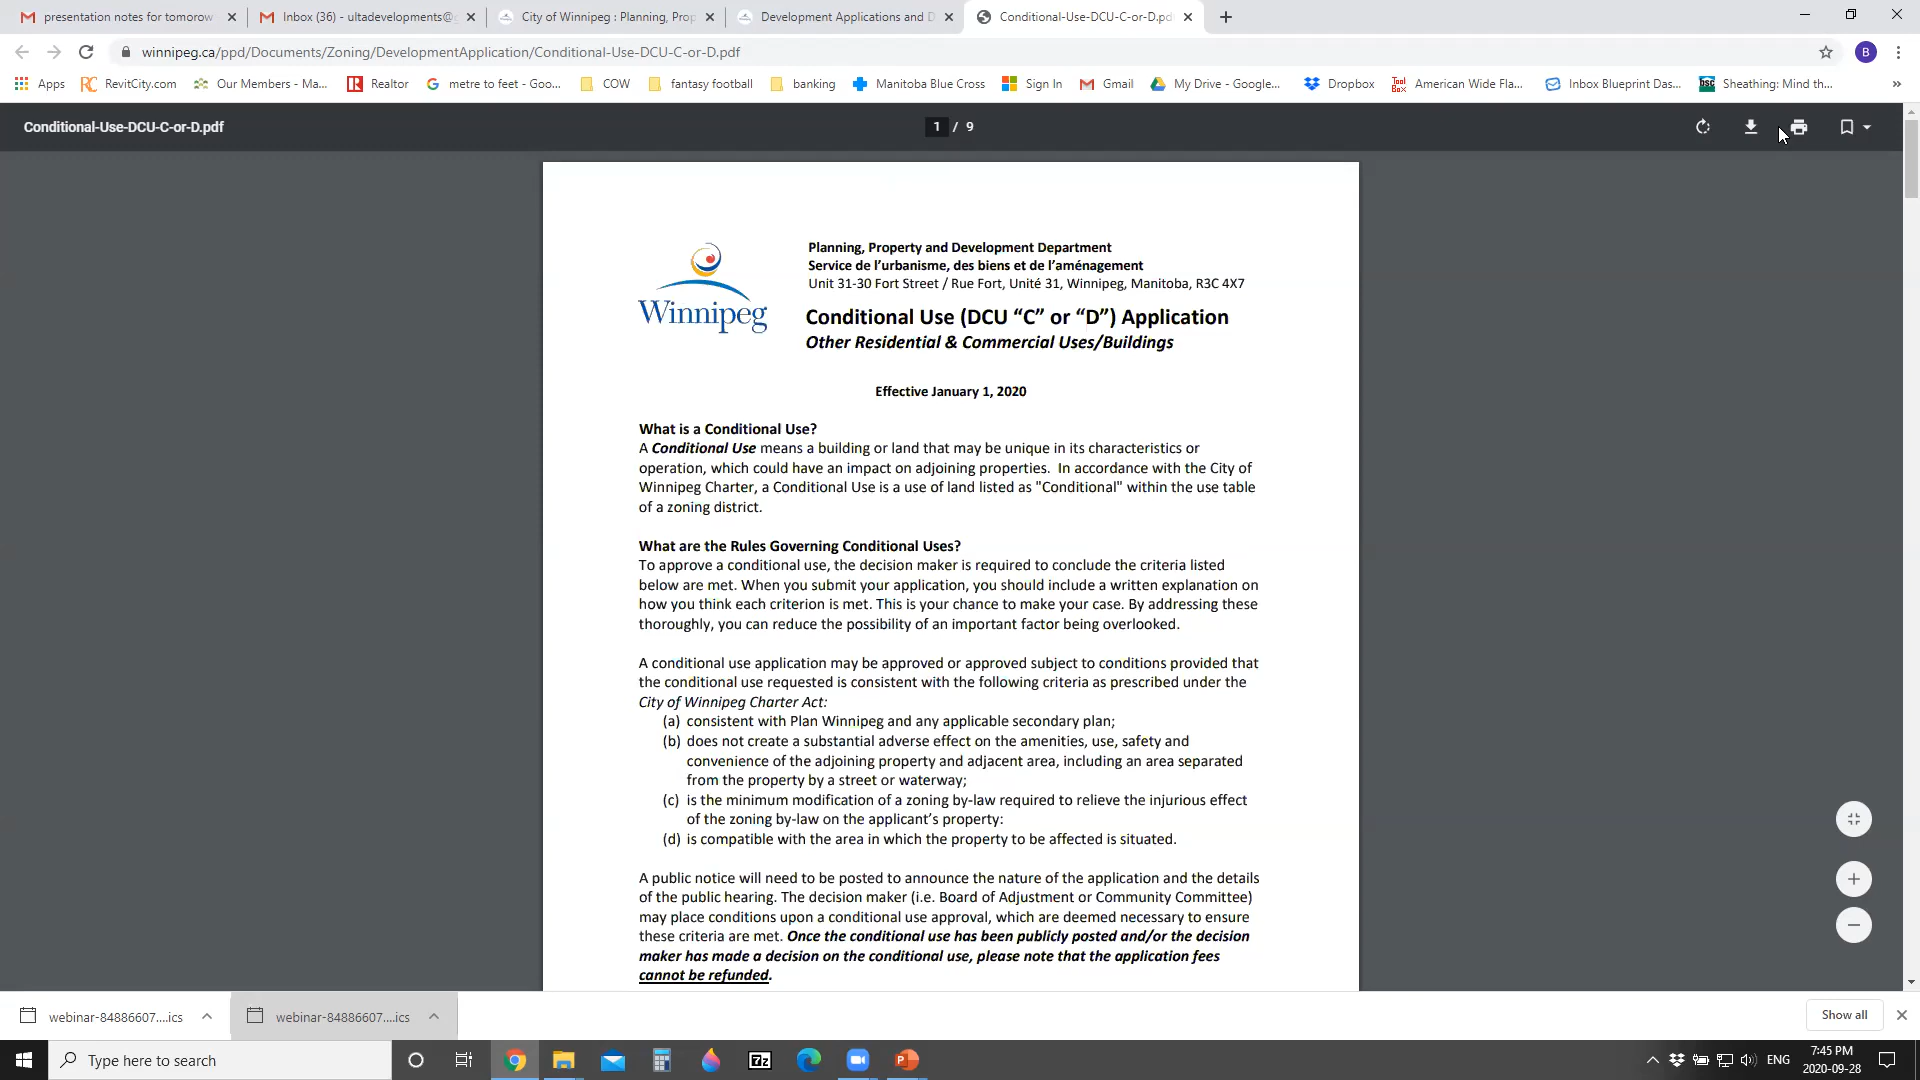 presentation notes for tomorow
Inbox (36) - ultadevelopments@g
City of Winnipeg : Planning, Prop
Development Applications and D
Conditional-Use-DCU-C-or-D.pdf
winnipeg.ca/ppd/Documents/Zoning/DevelopmentApplication/Conditional-Use-DCU-C-or-D.pdf
B
Apps
RevitCity.com
Our Members - Ma...
Realtor
metre to feet - Goo...
COW
fantasy football
banking
Manitoba Blue Cross
Sign In
Gmail
My Drive - Google...
Dropbox
American Wide Fla...
Inbox Blueprint Das...
Sheathing: Mind th...
Conditional-Use-DCU-C-or-D.pdf
1 / 9
Planning, Property and Development Department
Service de l’urbanisme, des biens et de l’aménagement
Unit 31-30 Fort Street / Rue Fort, Unité 31, Winnipeg, Manitoba, R3C 4X7
Winnipeg
Conditional Use (DCU “C” or “D”) Application
Other Residential & Commercial Uses/Buildings
Effective January 1, 2020
What is a Conditional Use?
A Conditional Use means a building or land that may be unique in its characteristics or
operation, which could have an impact on adjoining properties.  In accordance with the City of
Winnipeg Charter, a Conditional Use is a use of land listed as "Conditional" within the use table
of a zoning district.
What are the Rules Governing Conditional Uses?
To approve a conditional use, the decision maker is required to conclude the criteria listed
below are met. When you submit your application, you should include a written explanation on
how you think each criterion is met. This is your chance to make your case. By addressing these
thoroughly, you can reduce the possibility of an important factor being overlooked.
A conditional use application may be approved or approved subject to conditions provided that
the conditional use requested is consistent with the following criteria as prescribed under the
City of Winnipeg Charter Act:
(a) consistent with Plan Winnipeg and any applicable secondary plan;
(b) does not create a substantial adverse effect on the amenities, use, safety and
convenience of the adjoining property and adjacent area, including an area separated
from the property by a street or waterway;
(c) is the minimum modification of a zoning by-law required to relieve the injurious effect
of the zoning by-law on the applicant’s property:
(d) is compatible with the area in which the property to be affected is situated.
A public notice will need to be posted to announce the nature of the application and the details
of the public hearing. The decision maker (i.e. Board of Adjustment or Community Committee)
may place conditions upon a conditional use approval, which are deemed necessary to ensure
these criteria are met. Once the conditional use has been publicly posted and/or the decision
maker has made a decision on the conditional use, please note that the application fees
cannot be refunded.
webinar-84886607....ics
webinar-84886607....ics
Show all
Type here to search
7z
ENG
7:45 PM
2020-09-28